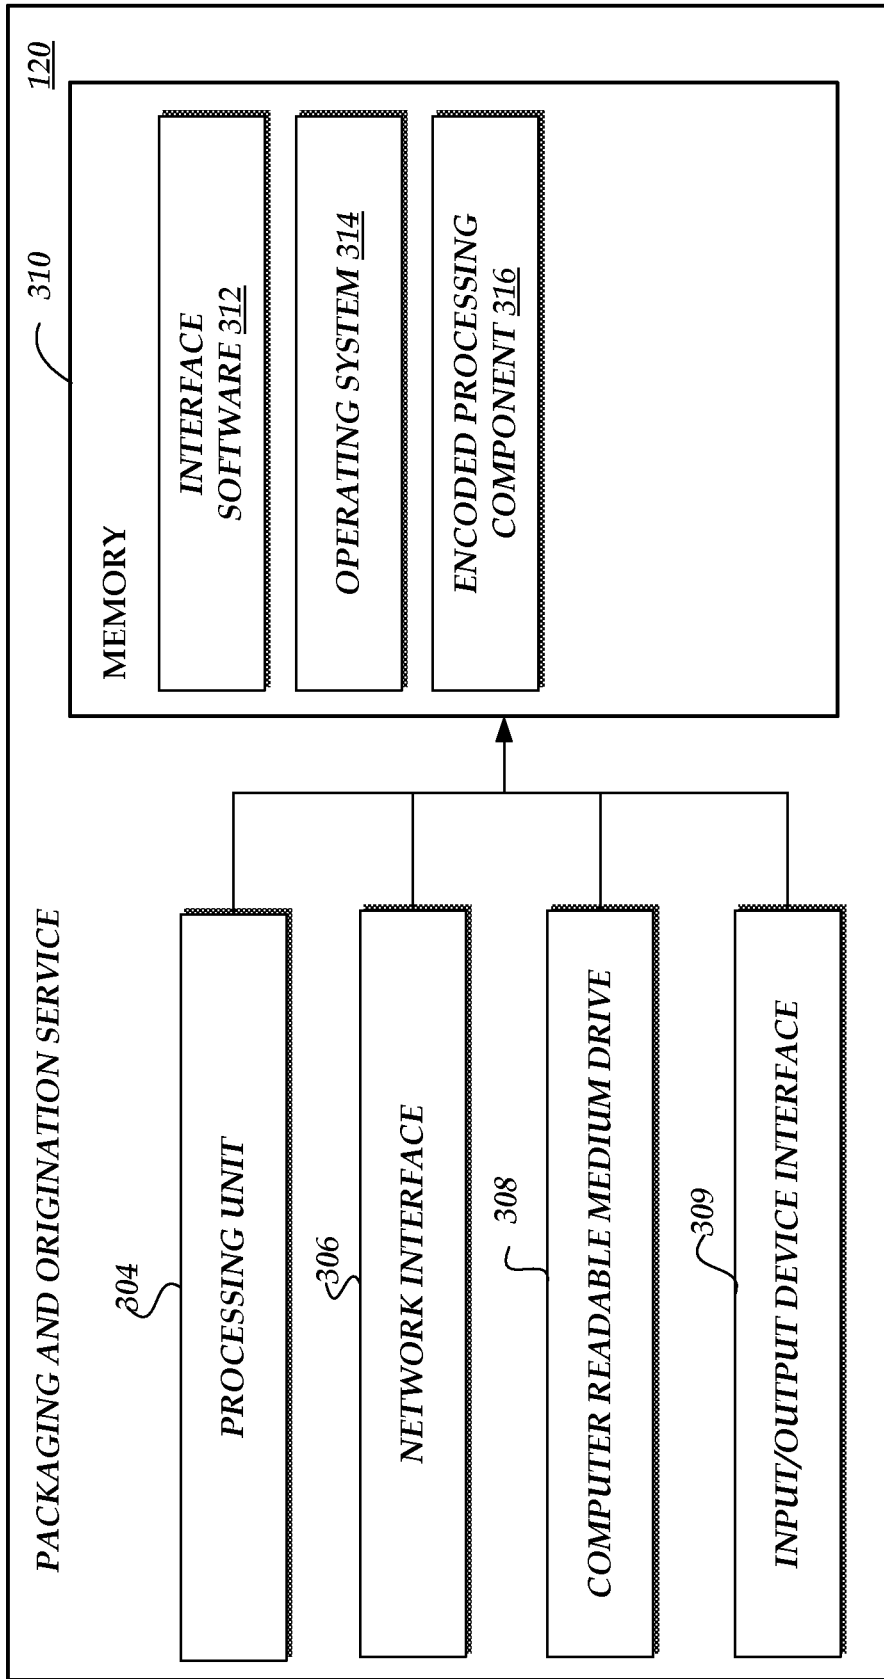 PACKAGING AND ORIGINATION SERVICE
120
304
PROCESSING UNIT
306
NETWORK INTERFACE
308
COMPUTER READABLE MEDIUM DRIVE
309
INPUT/OUTPUT DEVICE INTERFACE
310
MEMORY
INTERFACE
SOFTWARE 312
OPERATING SYSTEM 314
ENCODED PROCESSING
COMPONENT 316